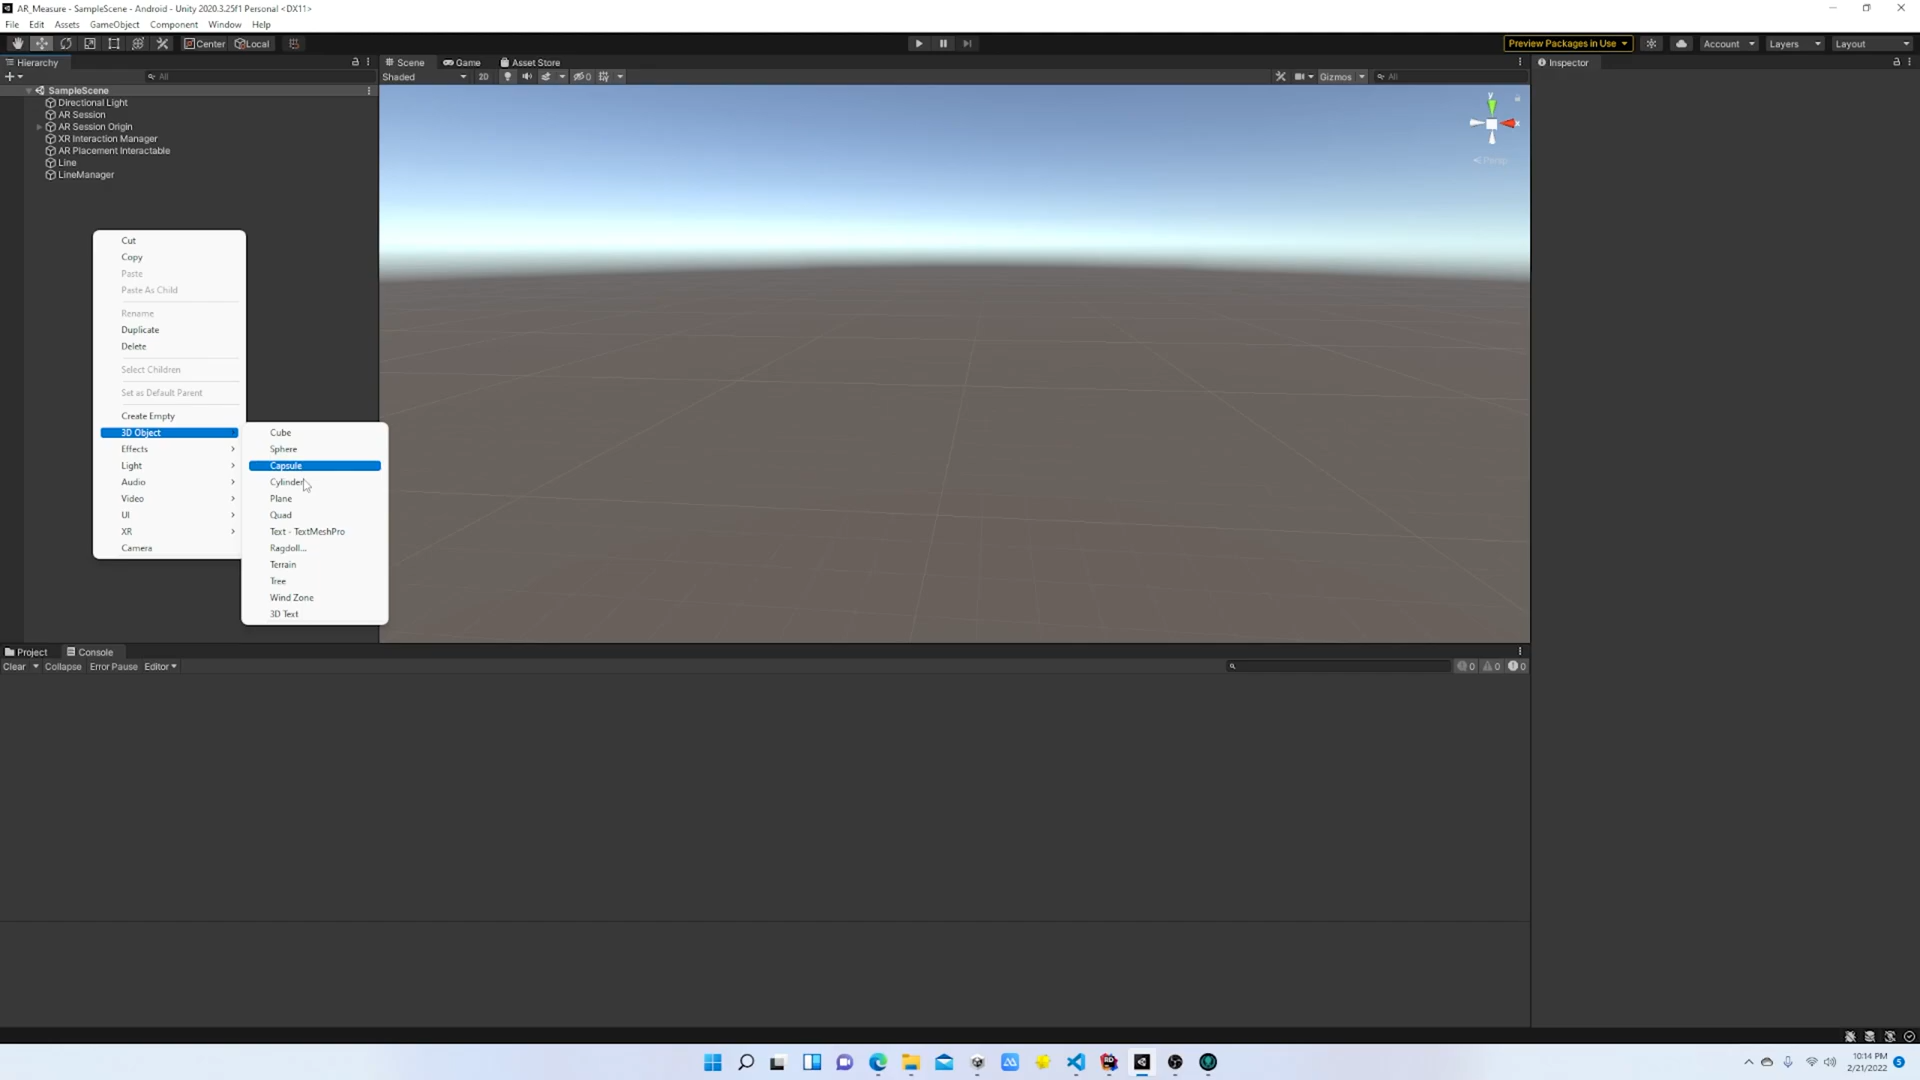 AR_Measure - SampleScene - Android - Unity 2020.3.25f1 Personal <DX11>
File Edit Assets GameObject Component Window Help
Center Local Preview Packages in Use Account Layers Layout
Hierarchy Scene Game Asset Store Inspector
All Shaded 2D 0 Gizmos All
SampleScene
Directional Light
AR Session
AR Session Origin
XR Interaction Manager
AR Placement Interactable
Line
LineManager
y
x
Persp
Cut
Copy
Paste
Paste As Child
Rename
Duplicate
Delete
Select Children
Set as Default Parent
Create Empty
3D Object
Effects
Light
Audio
Video
UI
XR
Camera
Cube
Sphere
Capsule
Cylinder
Plane
Quad
Text - TextMeshPro
Ragdoll...
Terrain
Tree
Wind Zone
3D Text
Project Console
Clear Collapse Error Pause Editor 0 0 0
10:14 PM
2/21/2022
5